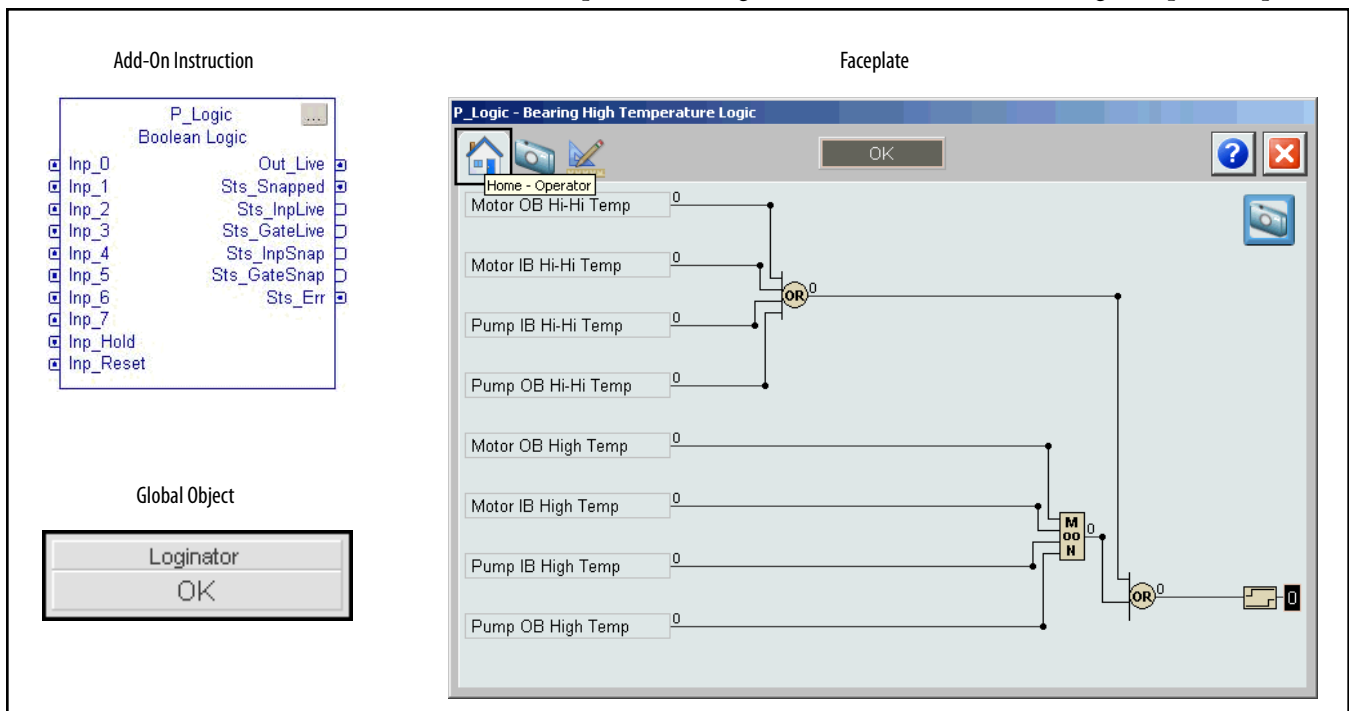 Add-On Instruction
P_Logic
...
Boolean Logic
Inp_0 Out_Live
Inp_1 Sts_Snapped
Inp_2 Sts_InpLive
Inp_3 Sts_GateLive
Inp_4 Sts_InpSnap
Inp_5 Sts_GateSnap
Inp_6 Sts_Err
Inp_7
Inp_Hold
Inp_Reset
Global Object
Loginator
OK
Faceplate
P_Logic - Bearing High Temperature Logic
OK
?
Home - Operator
Motor OB Hi-Hi Temp 0
Motor IB Hi-Hi Temp 0
OR 0
Pump IB Hi-Hi Temp 0
Pump OB Hi-Hi Temp 0
Motor OB High Temp 0
Motor IB High Temp 0
M
oo 0
N
Pump IB High Temp 0
OR 0
0
Pump OB High Temp 0